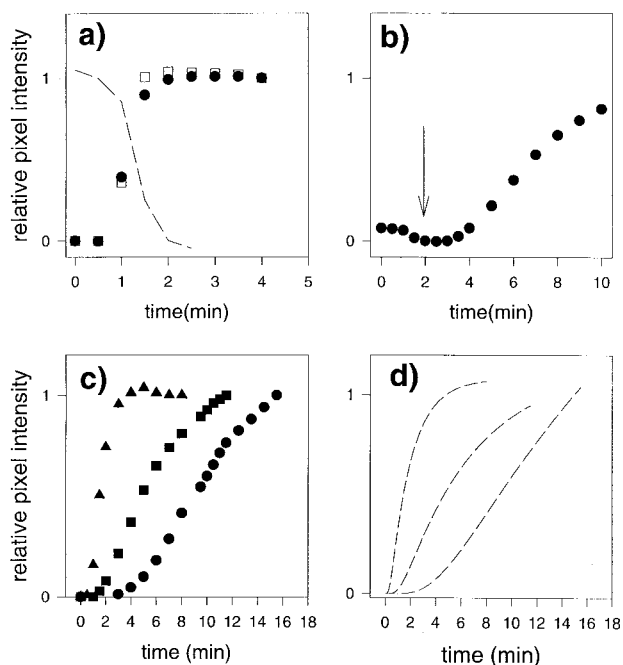 a)
relative pixel intensity
1
0
0 1 2 3 4 5
time(min)
b)
1
0
0 2 4 6 8 10
time(min)
c)
relative pixel intensity
1
0
0 2 4 6 8 10 12 14 16 18
time (min)
d)
1
0
0 2 4 6 8 10 12 14 16 18
time (min)